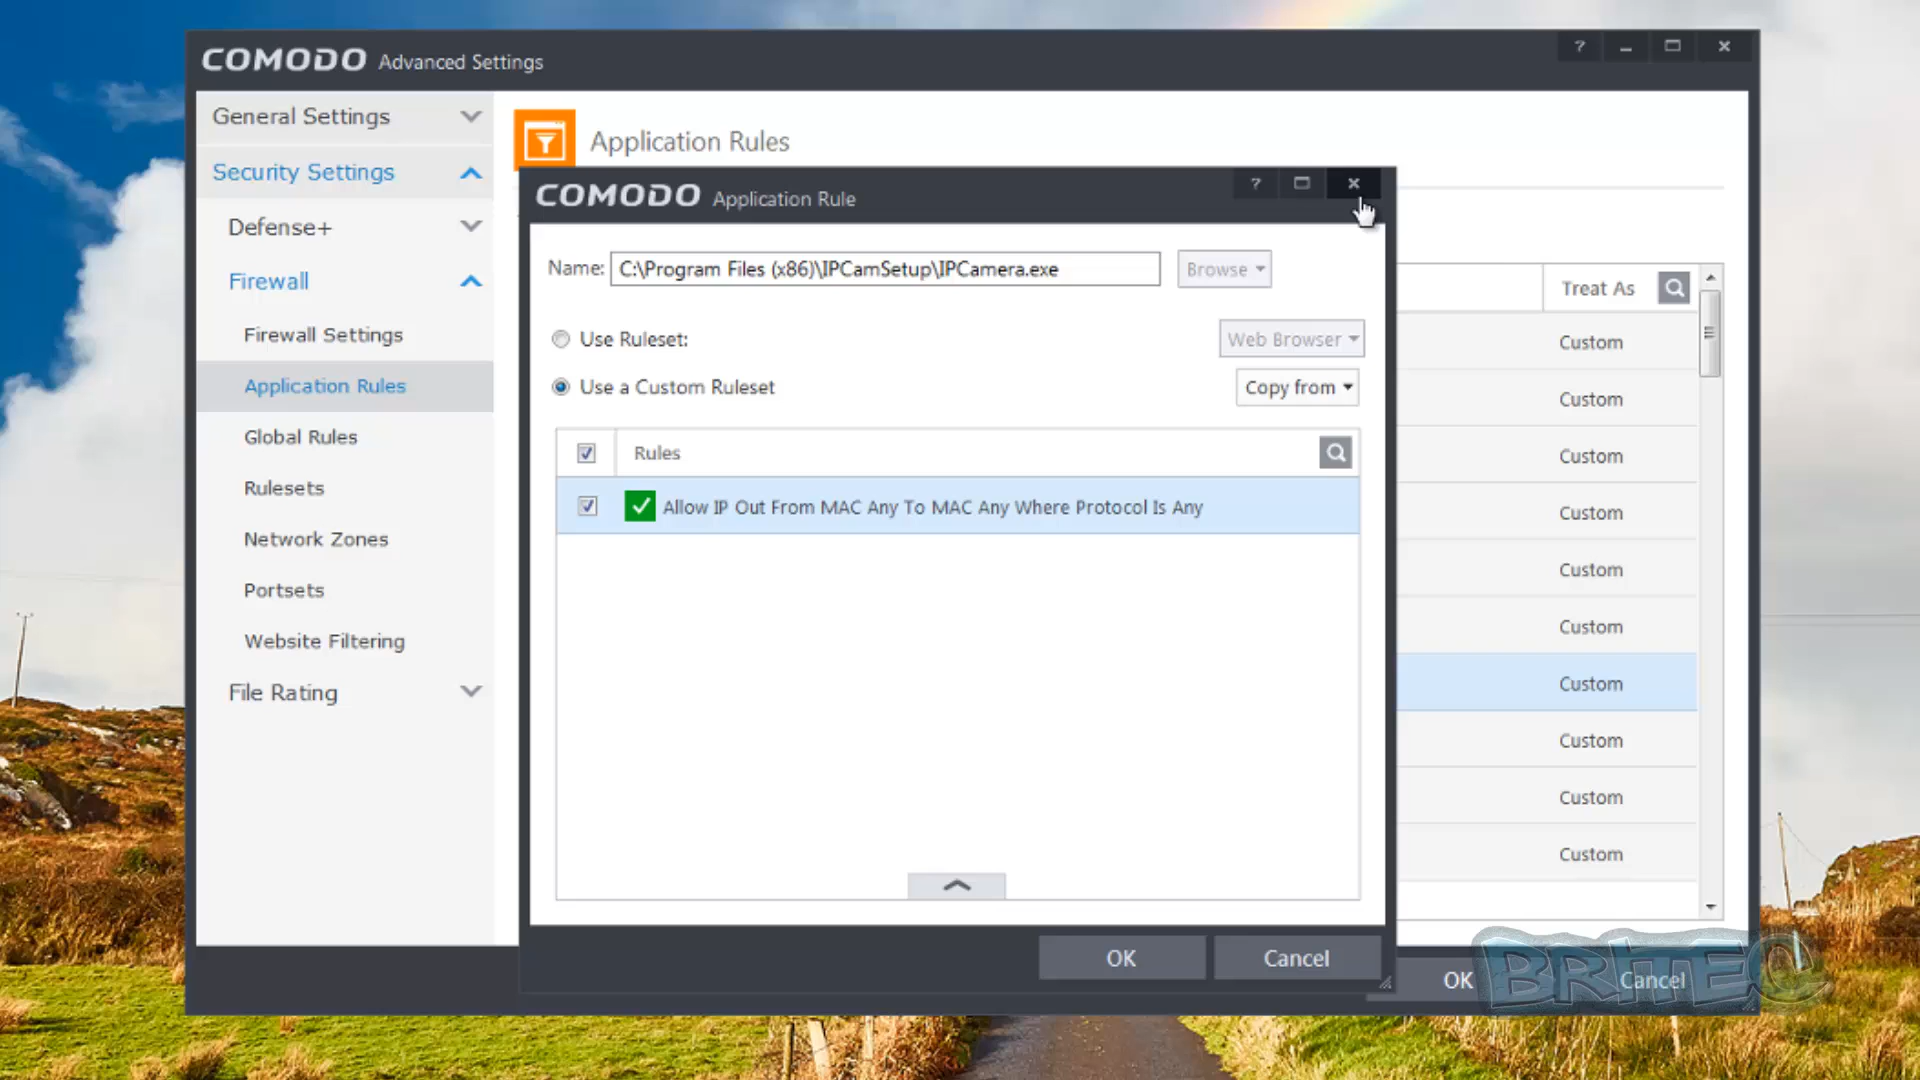 COMODO Advanced Settings
General Settings
Security Settings
Defense+
Firewall
Firewall Settings
Application Rules
Global Rules
Rulesets
Network Zones
Portsets
Website Filtering
File Rating
Application Rules
COMODO Application Rule
Name: C:\Program Files (x86)\IPCamSetup\IPCamera.exe Browse
Use Ruleset: Web Browser
Use a Custom Ruleset Copy from
Rules
Allow IP Out From MAC Any To MAC Any Where Protocol Is Any
OK Cancel
Treat As
Custom
Custom
Custom
Custom
Custom
Custom
Custom
Custom
Custom
Custom
OK Cancel
BRITEC